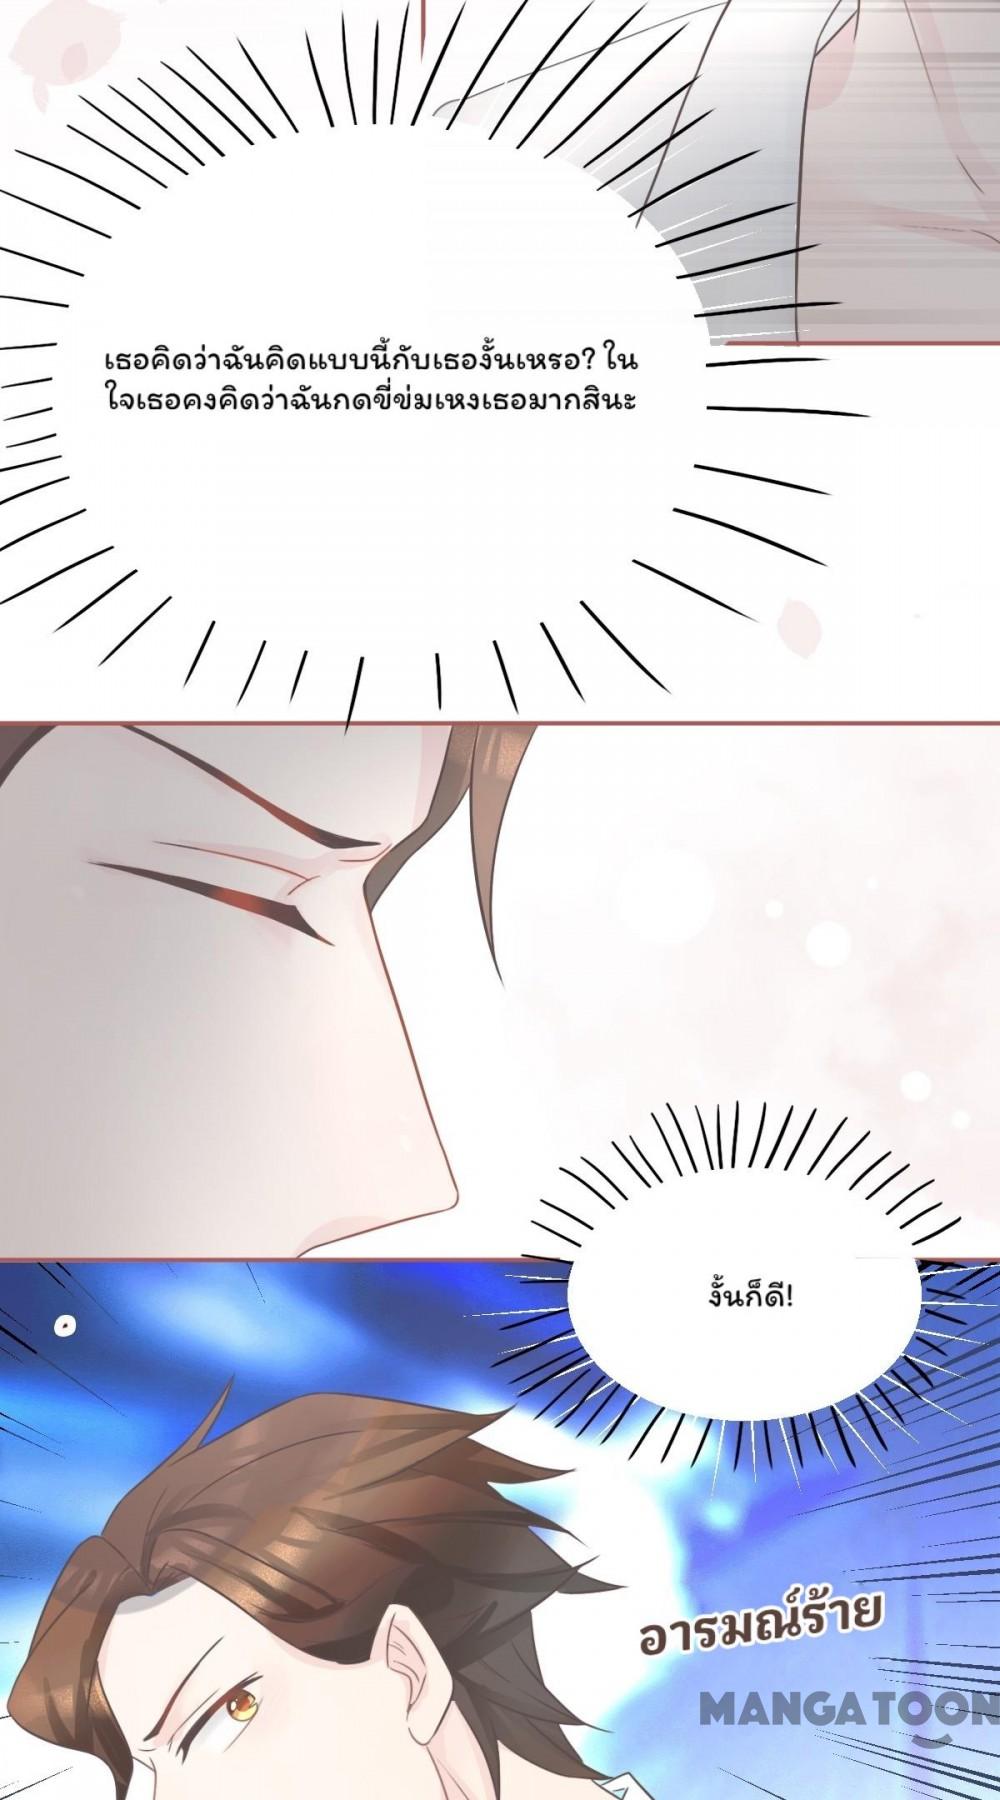 เธอคิดว่าฉันคิดแบบนี้กับเธองั้นเหรอ? ใน
ใจเธอคงคิดว่าฉันกดขี่ข่มเหงเธอมากสินะ
งั้นก็ดี!
อารมณ์ร้าย
MANGATOON